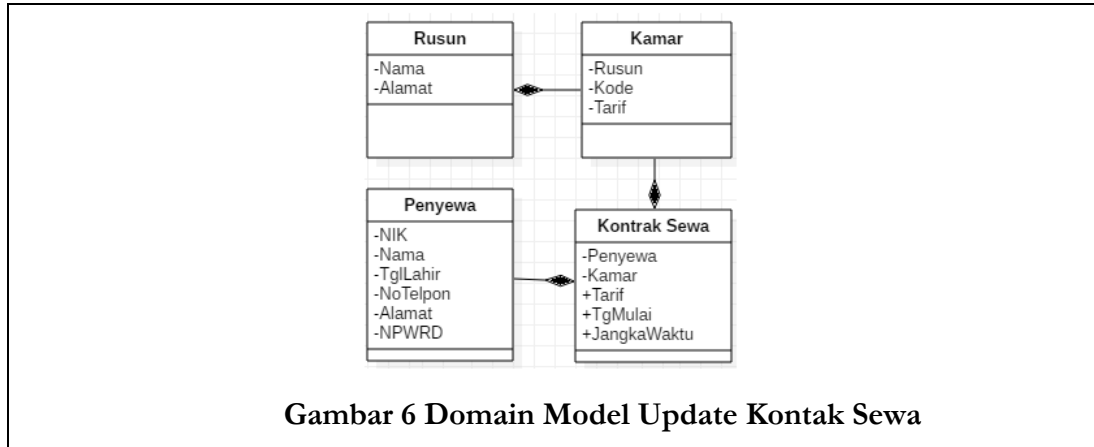 Rusun
-Nama
-Alamat
Kamar
-Rusun
-Kode
-Tarif
Penyewa
-NIK
-Nama
-TglLahir
-NoTelpon
-Alamat
-NPWRD
Kontrak Sewa
-Penyewa
-Kamar
+Tarif
+TgMulai
+JangkaWaktu
Gambar 6 Domain Model Update Kontak Sewa